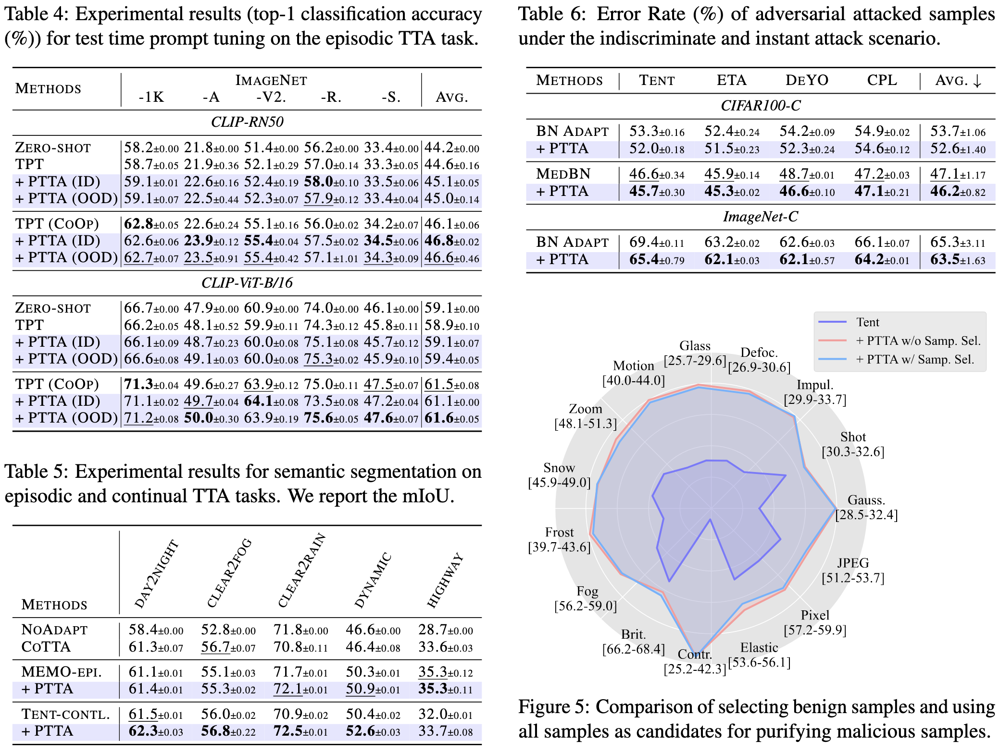 Table 4: Experimental results (top-1 classification accuracy
(%)) for test time prompt tuning on the episodic TTA task.
METHODS IMAGENET
-1K -A -V2. -R. -S. AVG.
CLIP-RN50
ZERO-SHOT 58.2±0.00 21.8±0.00 51.4±0.00 56.2±0.00 33.4±0.00 44.2±0.00
TPT 58.7±0.05 21.9±0.36 52.1±0.29 57.0±0.14 33.3±0.05 44.6±0.16
+ PTTA (ID) 59.1±0.01 22.6±0.16 52.4±0.19 58.0±0.10 33.5±0.06 45.1±0.05
+ PTTA (OOD) 59.1±0.07 22.5±0.44 52.3±0.07 57.9±0.12 33.4±0.04 45.0±0.14
TPT (COOP) 62.8±0.05 22.6±0.24 55.1±0.16 56.0±0.02 34.2±0.07 46.1±0.06
+ PTTA (ID) 62.6±0.06 23.9±0.12 55.4±0.04 57.5±0.02 34.5±0.06 46.8±0.02
+ PTTA (OOD) 62.7±0.07 23.5±0.91 55.4±0.42 57.1±1.01 34.3±0.09 46.6±0.46
CLIP-ViT-B/16
ZERO-SHOT 66.7±0.00 47.9±0.00 60.9±0.00 74.0±0.00 46.1±0.00 59.1±0.00
TPT 66.2±0.05 48.1±0.52 59.9±0.11 74.3±0.12 45.8±0.11 58.9±0.10
+ PTTA (ID) 66.1±0.09 48.7±0.23 60.0±0.08 75.1±0.08 45.7±0.12 59.1±0.07
+ PTTA (OOD) 66.6±0.08 49.1±0.03 60.0±0.08 75.3±0.02 45.9±0.10 59.4±0.05
TPT (COOP) 71.3±0.04 49.6±0.27 63.9±0.12 75.0±0.11 47.5±0.07 61.5±0.08
+ PTTA (ID) 71.1±0.02 49.7±0.04 64.1±0.08 73.5±0.08 47.2±0.04 61.1±0.00
+ PTTA (OOD) 71.2±0.08 50.0±0.30 63.9±0.19 75.6±0.05 47.6±0.07 61.6±0.05
Table 5: Experimental results for semantic segmentation on
episodic and continual TTA tasks. We report the mIoU.
METHODS DAY2NIGHT CLEAR2FOG CLEAR2RAIN DYNAMIC HIGHWAY
NOADAPT 58.4±0.00 52.8±0.00 71.8±0.00 46.6±0.00 28.7±0.00
COTTA 61.3±0.07 56.7±0.07 70.8±0.11 46.4±0.08 33.6±0.03
MEMO-EPI. 61.1±0.01 55.1±0.03 71.7±0.01 50.3±0.01 35.3±0.12
+ PTTA 61.4±0.01 55.3±0.02 72.1±0.01 50.9±0.01 35.3±0.11
TENT-CONTL. 61.5±0.01 56.0±0.02 70.9±0.02 50.4±0.02 32.0±0.01
+ PTTA 62.3±0.03 56.8±0.22 72.5±0.01 52.6±0.03 33.7±0.08
Table 6: Error Rate (%) of adversarial attacked samples
under the indiscriminate and instant attack scenario.
METHODS TENT ETA DEYO CPL AVG. ↓
CIFAR100-C
BN ADAPT 53.3±0.16 52.4±0.24 54.2±0.09 54.9±0.02 53.7±1.06
+ PTTA 52.0±0.18 51.5±0.23 52.3±0.24 54.6±0.12 52.6±1.40
MEDBN 46.6±0.34 45.9±0.14 48.7±0.01 47.2±0.03 47.1±1.17
+ PTTA 45.7±0.30 45.3±0.02 46.6±0.10 47.1±0.21 46.2±0.82
ImageNet-C
BN ADAPT 69.4±0.11 63.2±0.02 62.6±0.03 66.1±0.07 65.3±3.11
+ PTTA 65.4±0.79 62.1±0.03 62.1±0.57 64.2±0.01 63.5±1.63
Tent
+ PTTA w/o Samp. Sel.
+ PTTA w/ Samp. Sel.
Glass
[25.7-29.6]
Defoc.
[26.9-30.6]
Motion
[40.0-44.0]
Impul.
[29.9-33.7]
Zoom
[48.1-51.3]
Shot
[30.3-32.6]
Snow
[45.9-49.0]
Gauss.
[28.5-32.4]
Frost
[39.7-43.6]
JPEG
[51.2-53.7]
Fog
[56.2-59.0]
Pixel
[57.2-59.9]
Brit.
[66.2-68.4]
Contr.
[25.2-42.3]
Elastic
[53.6-56.1]
Figure 5: Comparison of selecting benign samples and using
all samples as candidates for purifying malicious samples.